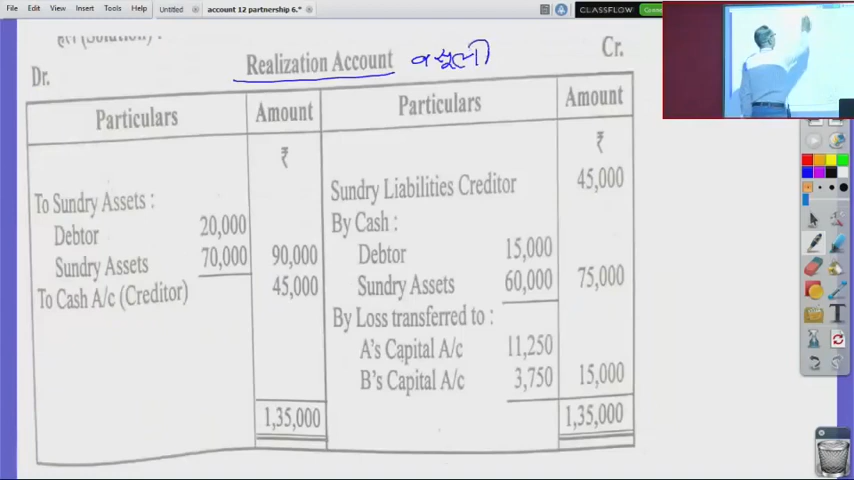 File Edit View Insert Tools Help
Untitled
account 12 partnership 6.*
CLASSFLOW
हल (Solution) :
Realization Account वसूली
Dr. Cr.
Particulars Amount Particulars Amount
₹ ₹
Sundry Liabilities Creditor 45,000
To Sundry Assets : By Cash :
Debtor 20,000 Debtor 15,000
Sundry Assets 70,000 90,000 Sundry Assets 60,000 75,000
To Cash A/c (Creditor) 45,000 By Loss transferred to :
A's Capital A/c 11,250
B's Capital A/c 3,750 15,000
1,35,000 1,35,000